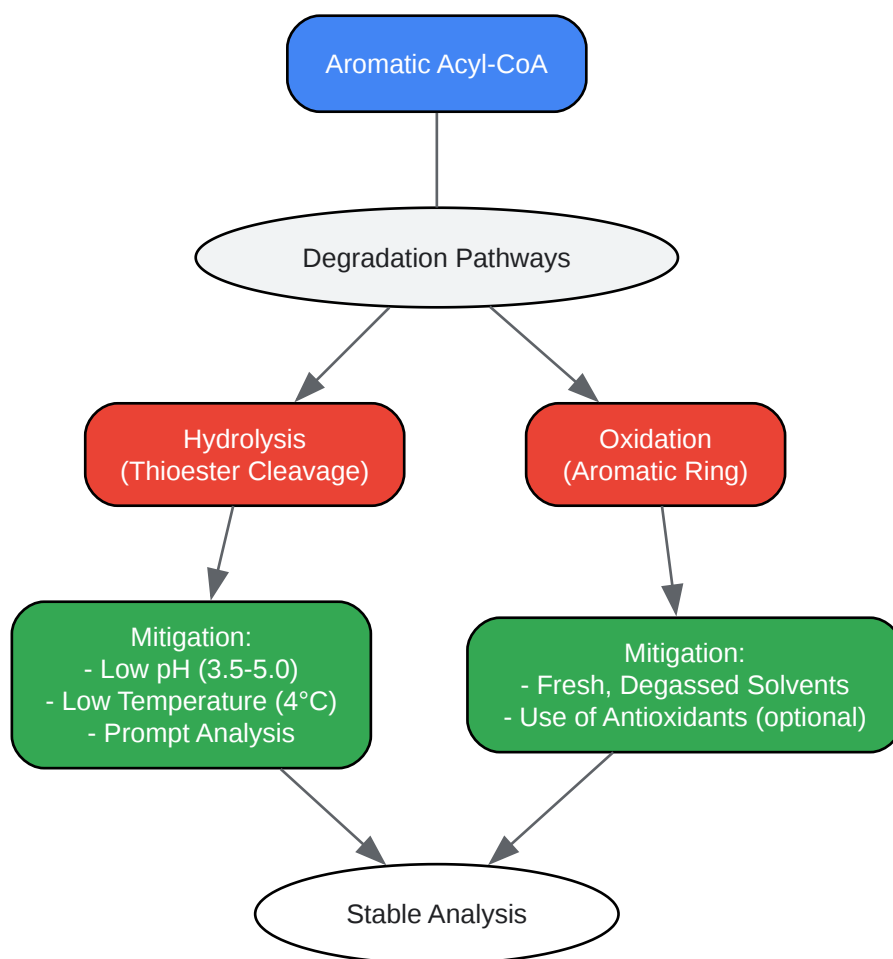 Aromatic Acyl-CoA
Degradation Pathways
Hydrolysis
(Thioester Cleavage)
Oxidation
(Aromatic Ring)
Mitigation:
- Low pH (3.5-5.0)
- Low Temperature (4°C)
- Prompt Analysis
Mitigation:
- Fresh, Degassed Solvents
- Use of Antioxidants (optional)
Stable Analysis